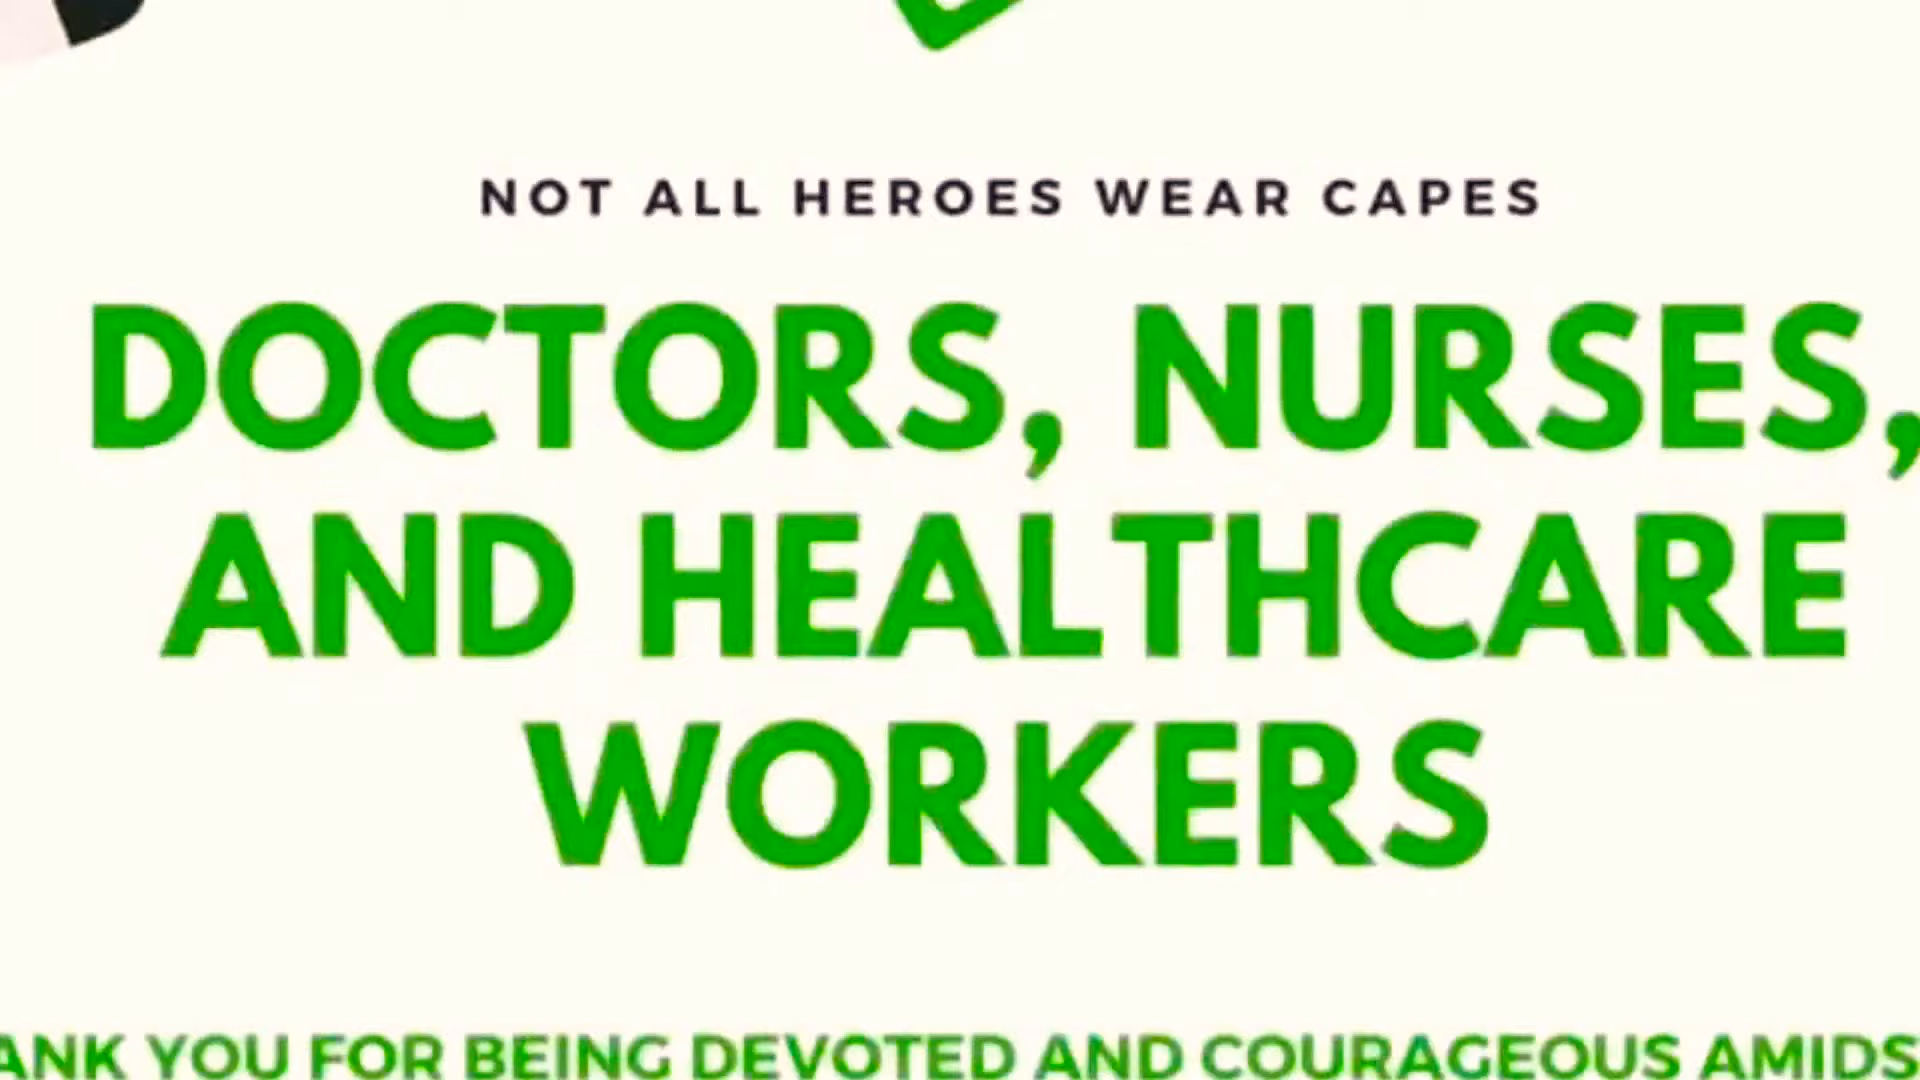 NOT ALL HEROES WEAR CAPES
DOCTORS, NURSES,
AND HEALTHCARE
WORKERS
ANK YOU FOR BEING DEVOTED AND COURAGEOUS AMIDS